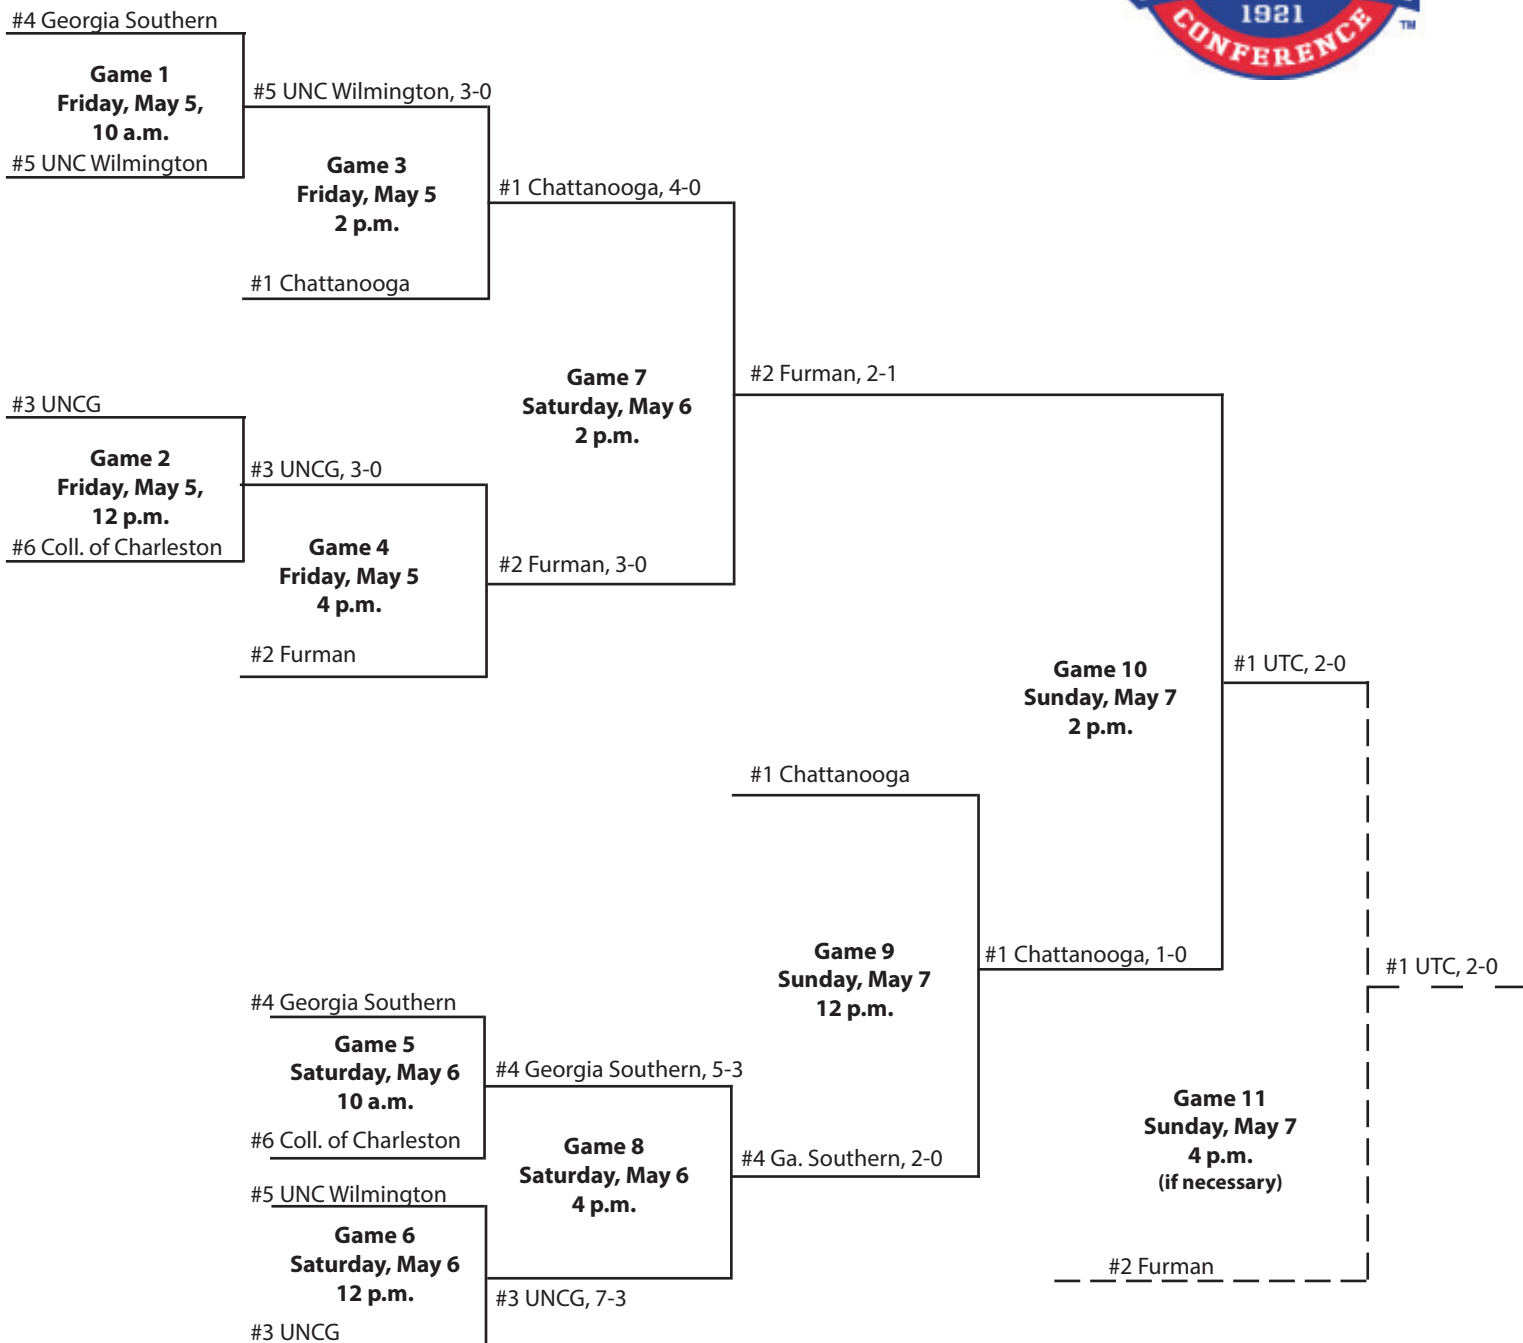 1921
CONFERENCE
TM
#4 Georgia Southern
Game 1
Friday, May 5,
10 a.m.
#5 UNC Wilmington
#5 UNC Wilmington, 3-0
Game 3
Friday, May 5
2 p.m.
#1 Chattanooga
#1 Chattanooga, 4-0
#3 UNCG
Game 2
Friday, May 5,
12 p.m.
#6 Coll. of Charleston
#3 UNCG, 3-0
Game 4
Friday, May 5
4 p.m.
#2 Furman
#2 Furman, 3-0
Game 7
Saturday, May 6
2 p.m.
#2 Furman, 2-1
Game 10
Sunday, May 7
2 p.m.
#1 UTC, 2-0
#1 Chattanooga
Game 9
Sunday, May 7
12 p.m.
#1 Chattanooga, 1-0
#4 Georgia Southern
Game 5
Saturday, May 6
10 a.m.
#6 Coll. of Charleston
#4 Georgia Southern, 5-3
Game 8
Saturday, May 6
4 p.m.
#4 Ga. Southern, 2-0
#5 UNC Wilmington
Game 6
Saturday, May 6
12 p.m.
#3 UNCG
#3 UNCG, 7-3
Game 11
Sunday, May 7
4 p.m.
(if necessary)
#2 Furman
#1 UTC, 2-0